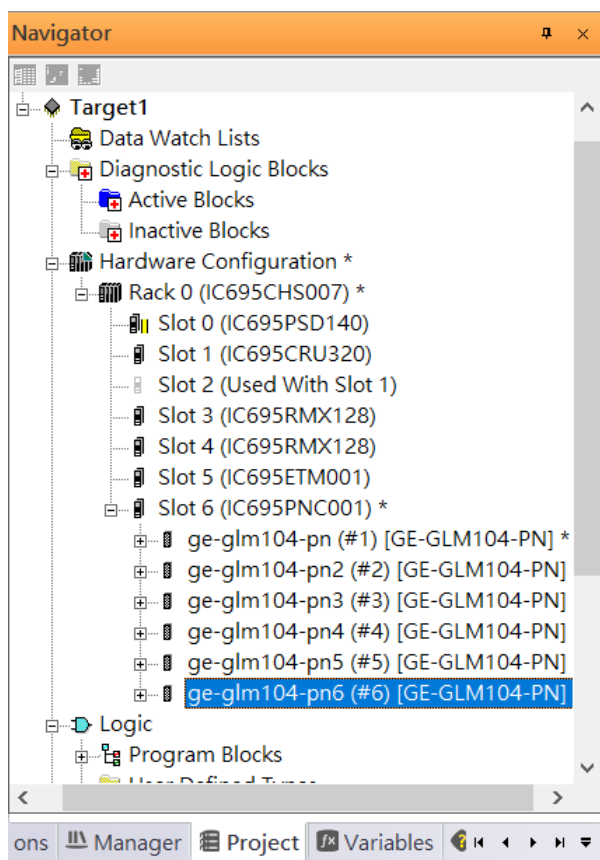 Navigator
Target1
Data Watch Lists
Diagnostic Logic Blocks
Active Blocks
Inactive Blocks
Hardware Configuration *
Rack 0 (IC695CHS007) *
Slot 0 (IC695PSD140)
Slot 1 (IC695CRU320)
Slot 2 (Used With Slot 1)
Slot 3 (IC695RMX128)
Slot 4 (IC695RMX128)
Slot 5 (IC695ETM001)
Slot 6 (IC695PNC001) *
ge-glm104-pn (#1) [GE-GLM104-PN] *
ge-glm104-pn2 (#2) [GE-GLM104-PN]
ge-glm104-pn3 (#3) [GE-GLM104-PN]
ge-glm104-pn4 (#4) [GE-GLM104-PN]
ge-glm104-pn5 (#5) [GE-GLM104-PN]
ge-glm104-pn6 (#6) [GE-GLM104-PN]
Logic
Program Blocks
User Defined Types
ons Manager Project Variables